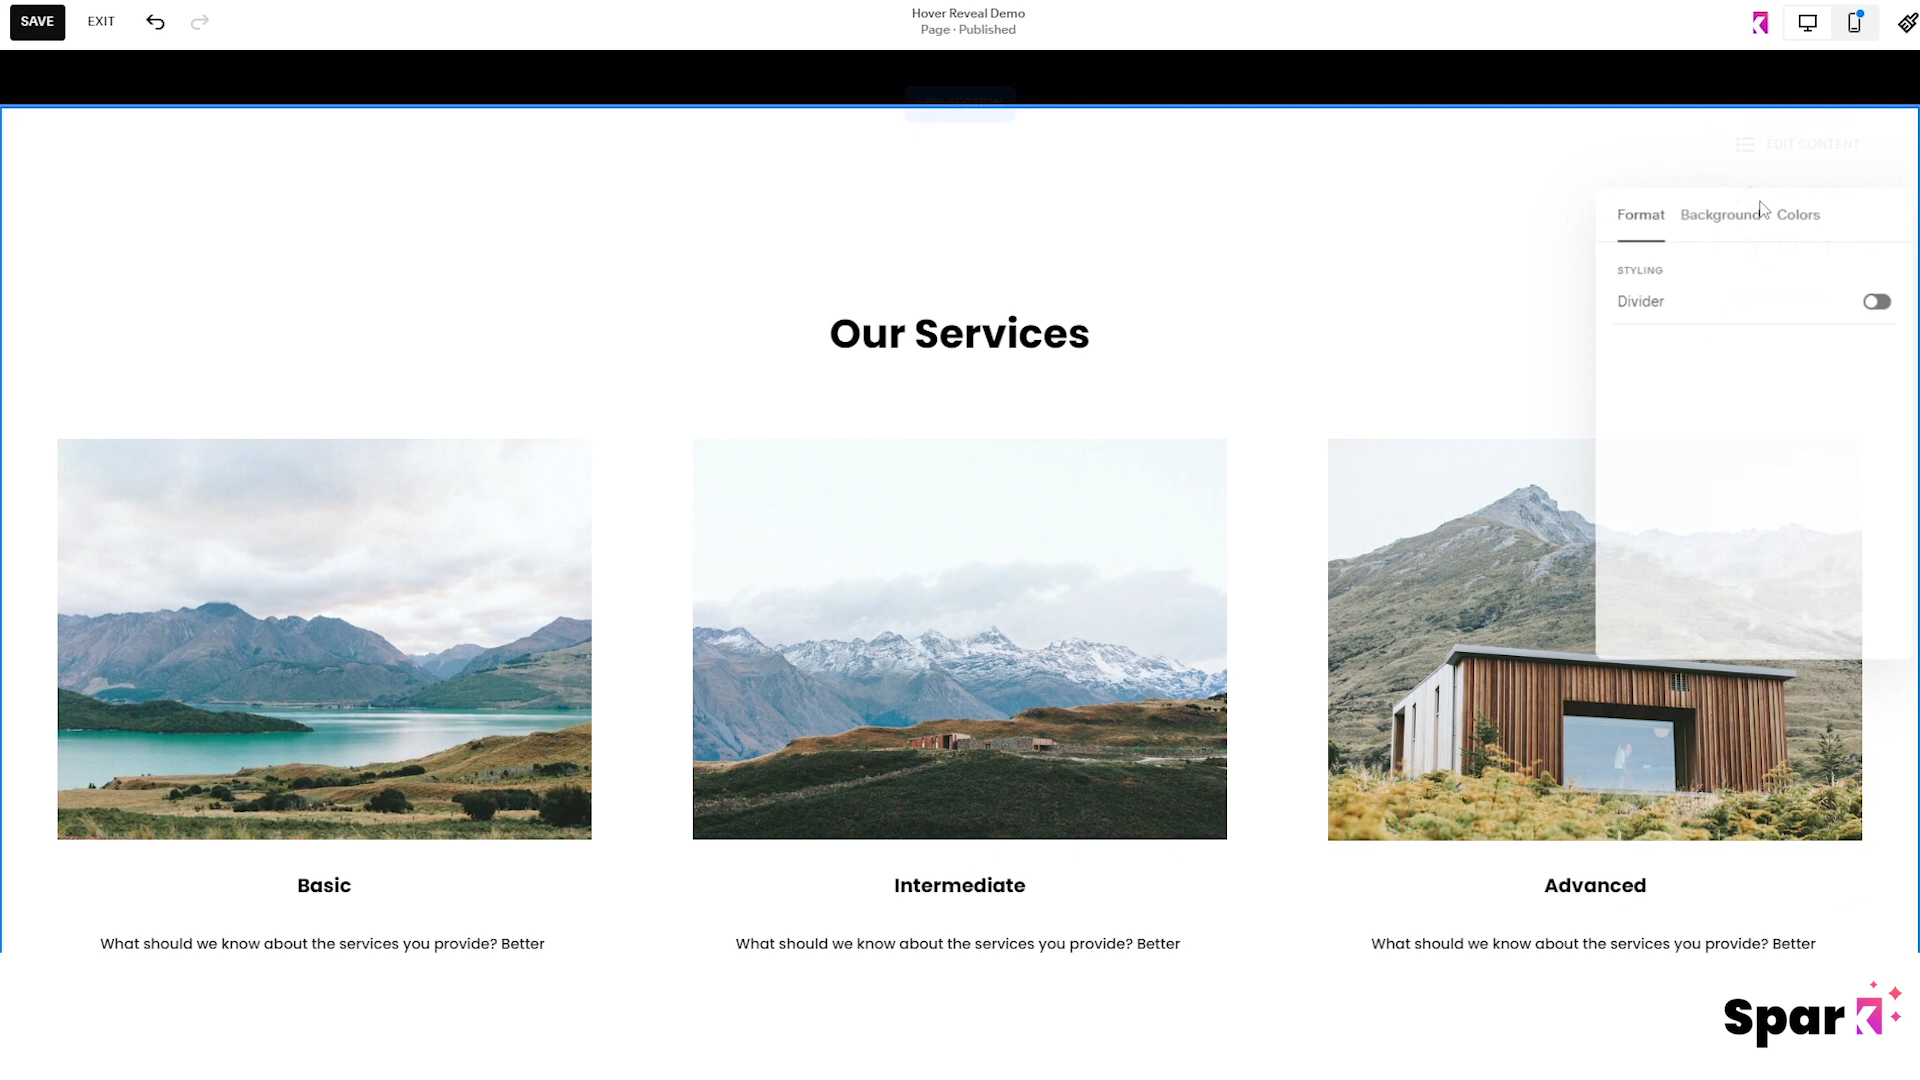 SAVE
EXIT
Hover Reveal Demo
Page · Published
EDIT CONTENT
Format
Background
Colors
STYLING
Divider
Our Services
Basic
Intermediate
Advanced
What should we know about the services you provide? Better
What should we know about the services you provide? Better
What should we know about the services you provide? Better
Spark